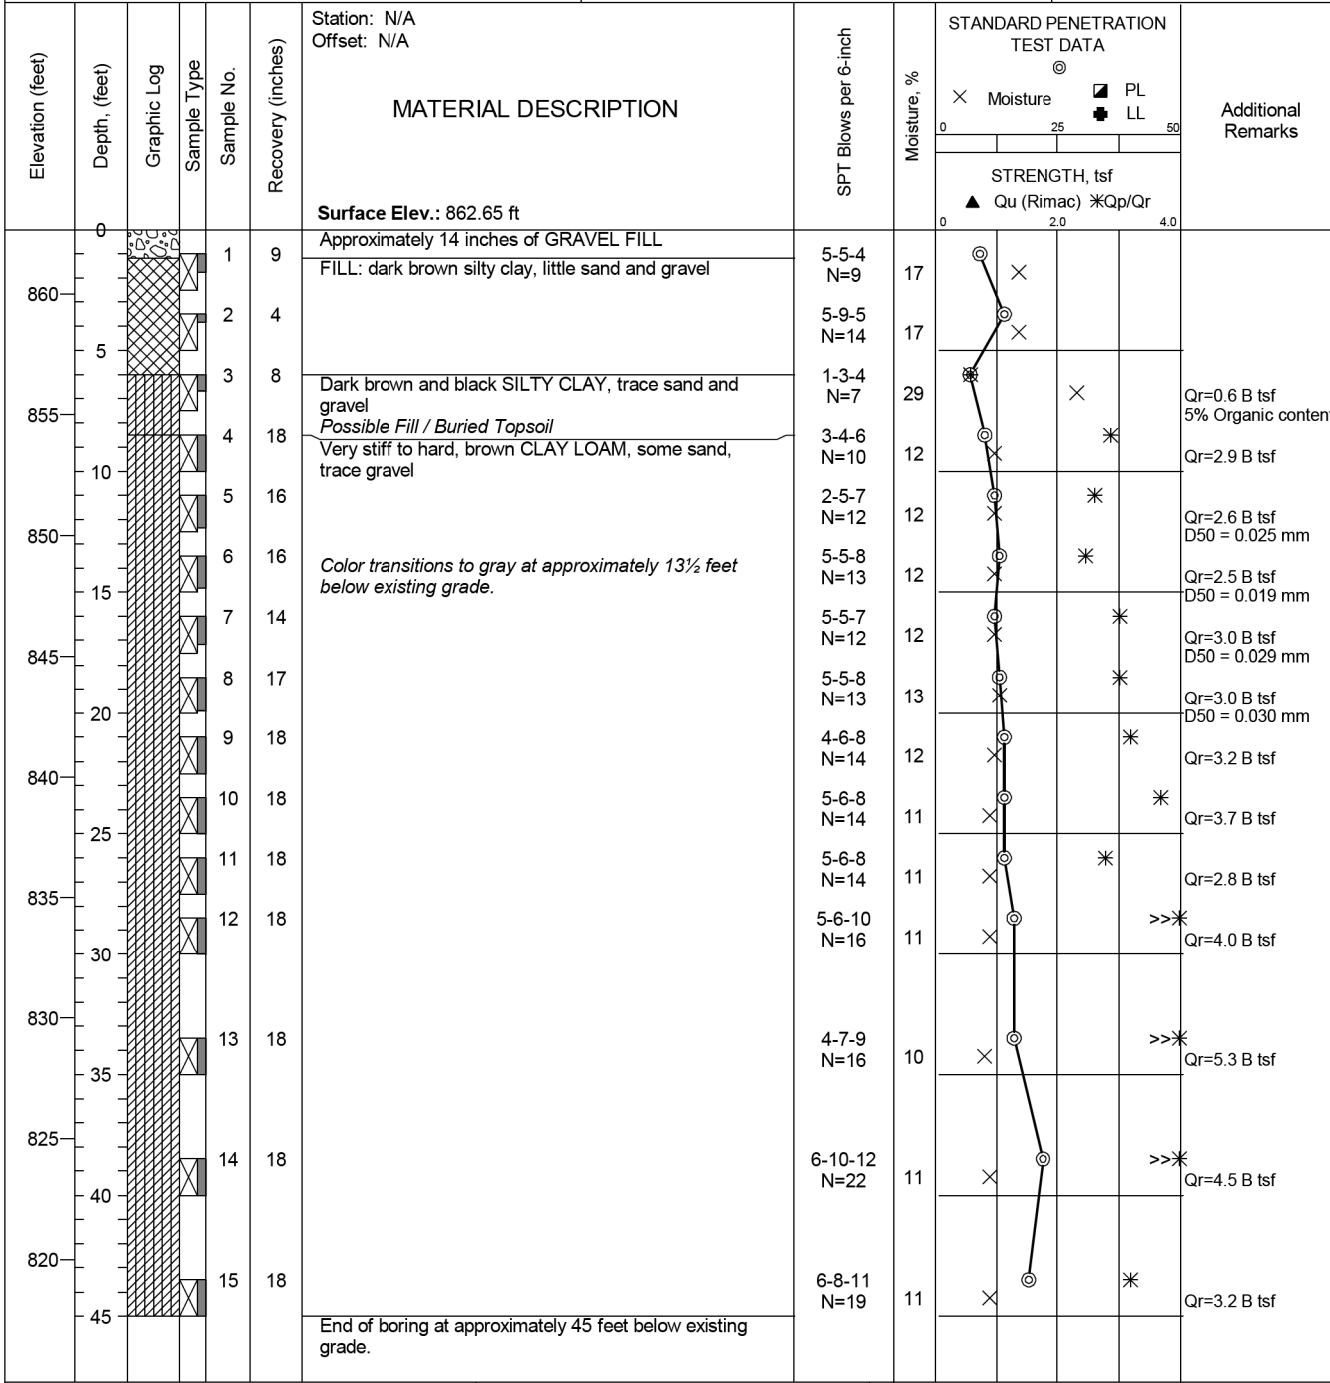 Station: N/A
Offset: N/A
Elevation (feet)
Depth, (feet)
Graphic Log
Sample Type
Sample No.
Recovery (inches)
MATERIAL DESCRIPTION
Surface Elev.: 862.65 ft
SPT Blows per 6-inch
Moisture, %
STANDARD PENETRATION
TEST DATA
Moisture
PL
LL
0 25 50
STRENGTH, tsf
Qu (Rimac) Qp/Qr
0 2.0 4.0
Additional
Remarks
0
Approximately 14 inches of GRAVEL FILL
1 9 5-5-4
FILL: dark brown silty clay, little sand and gravel
N=9 17
860
2 4 5-9-5
N=14 17
5
3 8 1-3-4
Dark brown and black SILTY CLAY, trace sand and
gravel
N=7 29 Qr=0.6 B tsf
5% Organic content
855
Possible Fill / Buried Topsoil
4 18 3-4-6
Very stiff to hard, brown CLAY LOAM, some sand,
trace gravel
N=10 12 Qr=2.9 B tsf
10
5 16 2-5-7
N=12 12 Qr=2.6 B tsf
850 D50 = 0.025 mm
6 16 5-5-8
Color transitions to gray at approximately 13½ feet
below existing grade.
N=13 12 Qr=2.5 B tsf
15 D50 = 0.019 mm
7 14 5-5-7
N=12 12 Qr=3.0 B tsf
845 D50 = 0.029 mm
8 17 5-5-8
N=13 13 Qr=3.0 B tsf
20 D50 = 0.030 mm
9 18 4-6-8
N=14 12 Qr=3.2 B tsf
840
10 18 5-6-8
N=14 11 Qr=3.7 B tsf
25
11 18 5-6-8
N=14 11 Qr=2.8 B tsf
835
12 18 5-6-10 >>
N=16 11 Qr=4.0 B tsf
30
830
13 18 4-7-9 >>
N=16 10 Qr=5.3 B tsf
35
825
14 18 6-10-12 >>
N=22 11 Qr=4.5 B tsf
40
820
15 18 6-8-11
N=19 11 Qr=3.2 B tsf
45
End of boring at approximately 45 feet below existing
grade.